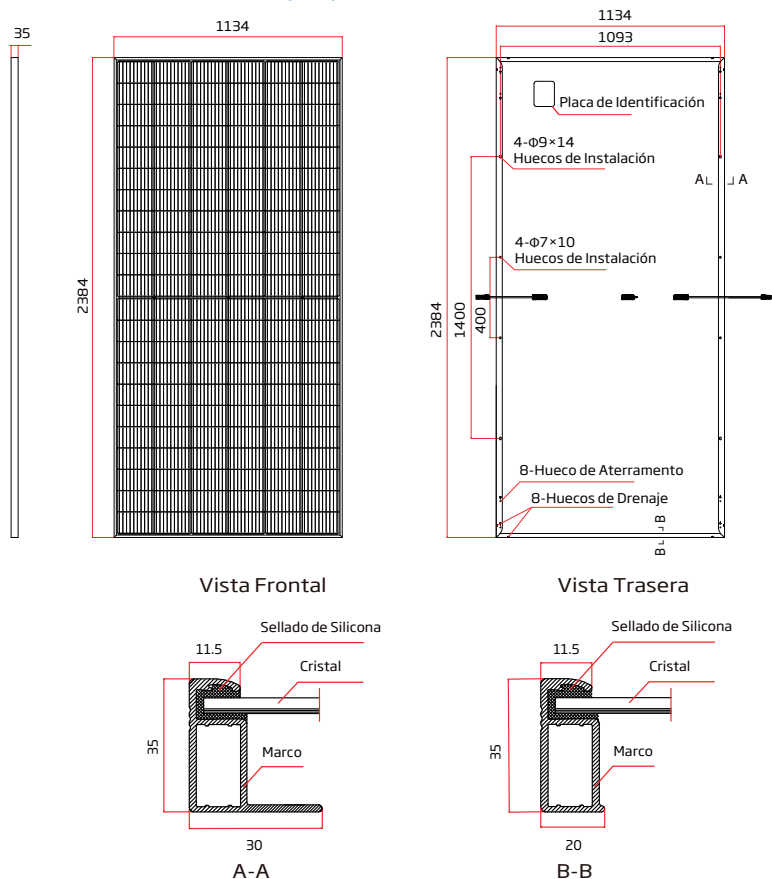 35
1134
2384
Vista Frontal
1134
1093
Placa de Identificación
4-Φ9×14
Huecos de Instalación
A
A
4-Φ7×10
Huecos de Instalación
2384
1400
400
8-Hueco de Aterramento
8-Huecos de Drenaje
B
B
Vista Trasera
11.5
Sellado de Silicona
Cristal
35
Marco
30
A-A
11.5
Sellado de Silicona
Cristal
35
Marco
20
B-B